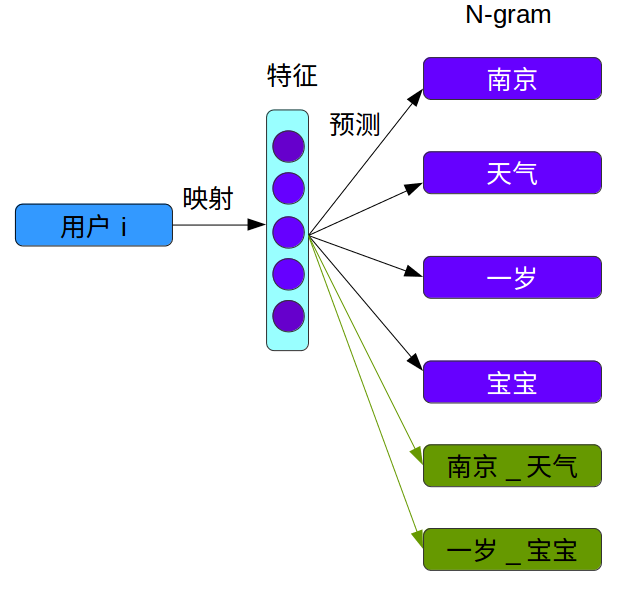 N-gram
特征
预测
南京
天气
映射
用户 i
一岁
宝宝
南京 _ 天气
一岁 _ 宝宝